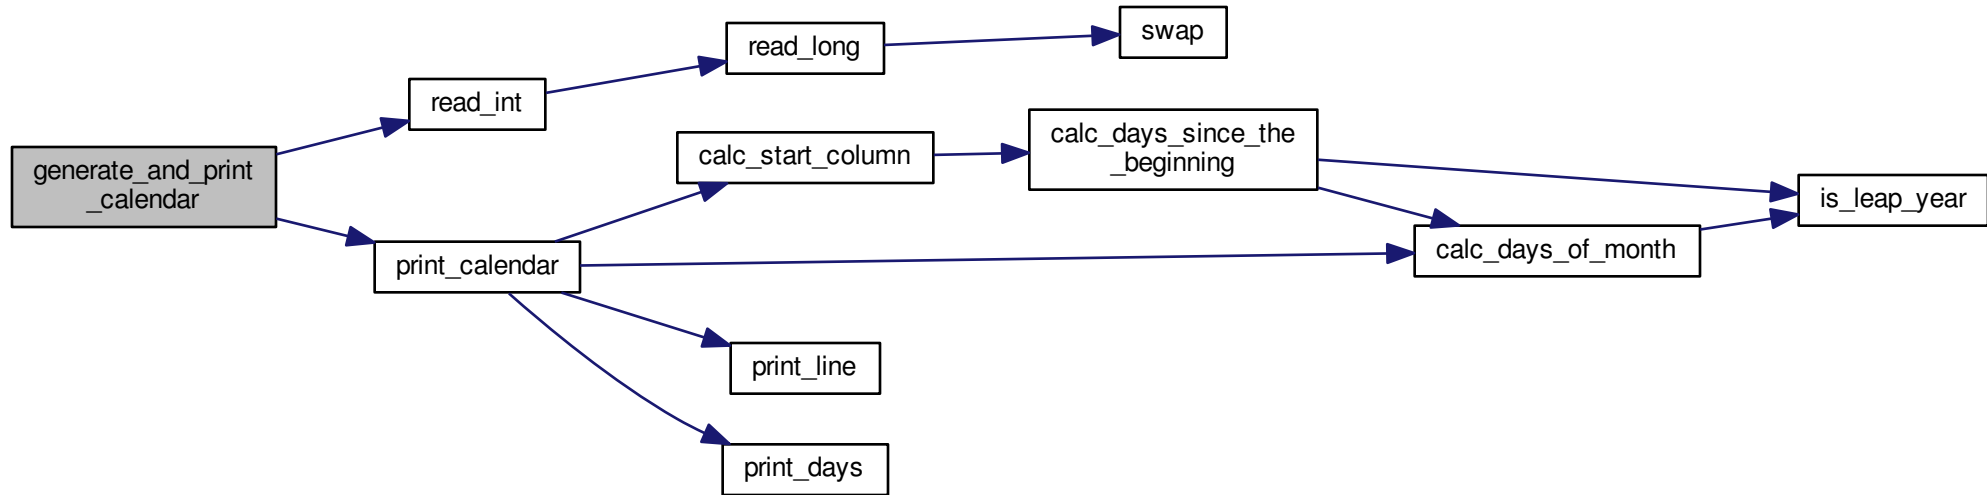 generate_and_print
_calendar
read_int
read_long
swap
print_calendar
calc_start_column
calc_days_since_the
_beginning
is_leap_year
calc_days_of_month
print_line
print_days